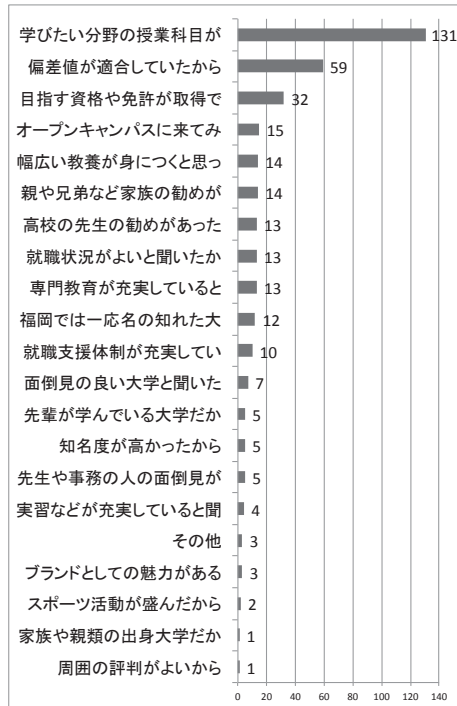 学びたい分野の授業科目が 131
偏差値が適合していたから 59
目指す資格や免許が取得で 32
オープンキャンパスに来てみ 15
幅広い教養が身につくと思っ 14
親や兄弟など家族の勧めが 14
高校の先生の勧めがあった 13
就職状況がよいと聞いたか 13
専門教育が充実していると 13
福岡では一応名の知れた大 12
就職支援体制が充実してい 10
面倒見の良い大学と聞いた 7
先輩が学んでいる大学だか 5
知名度が高かったから 5
先生や事務の人の面倒見が 5
実習などが充実していると聞 4
その他 3
ブランドとしての魅力がある 3
スポーツ活動が盛んだから 2
家族や親類の出身大学だか 1
周囲の評判がよいから 1
0 20 40 60 80 100 120 140